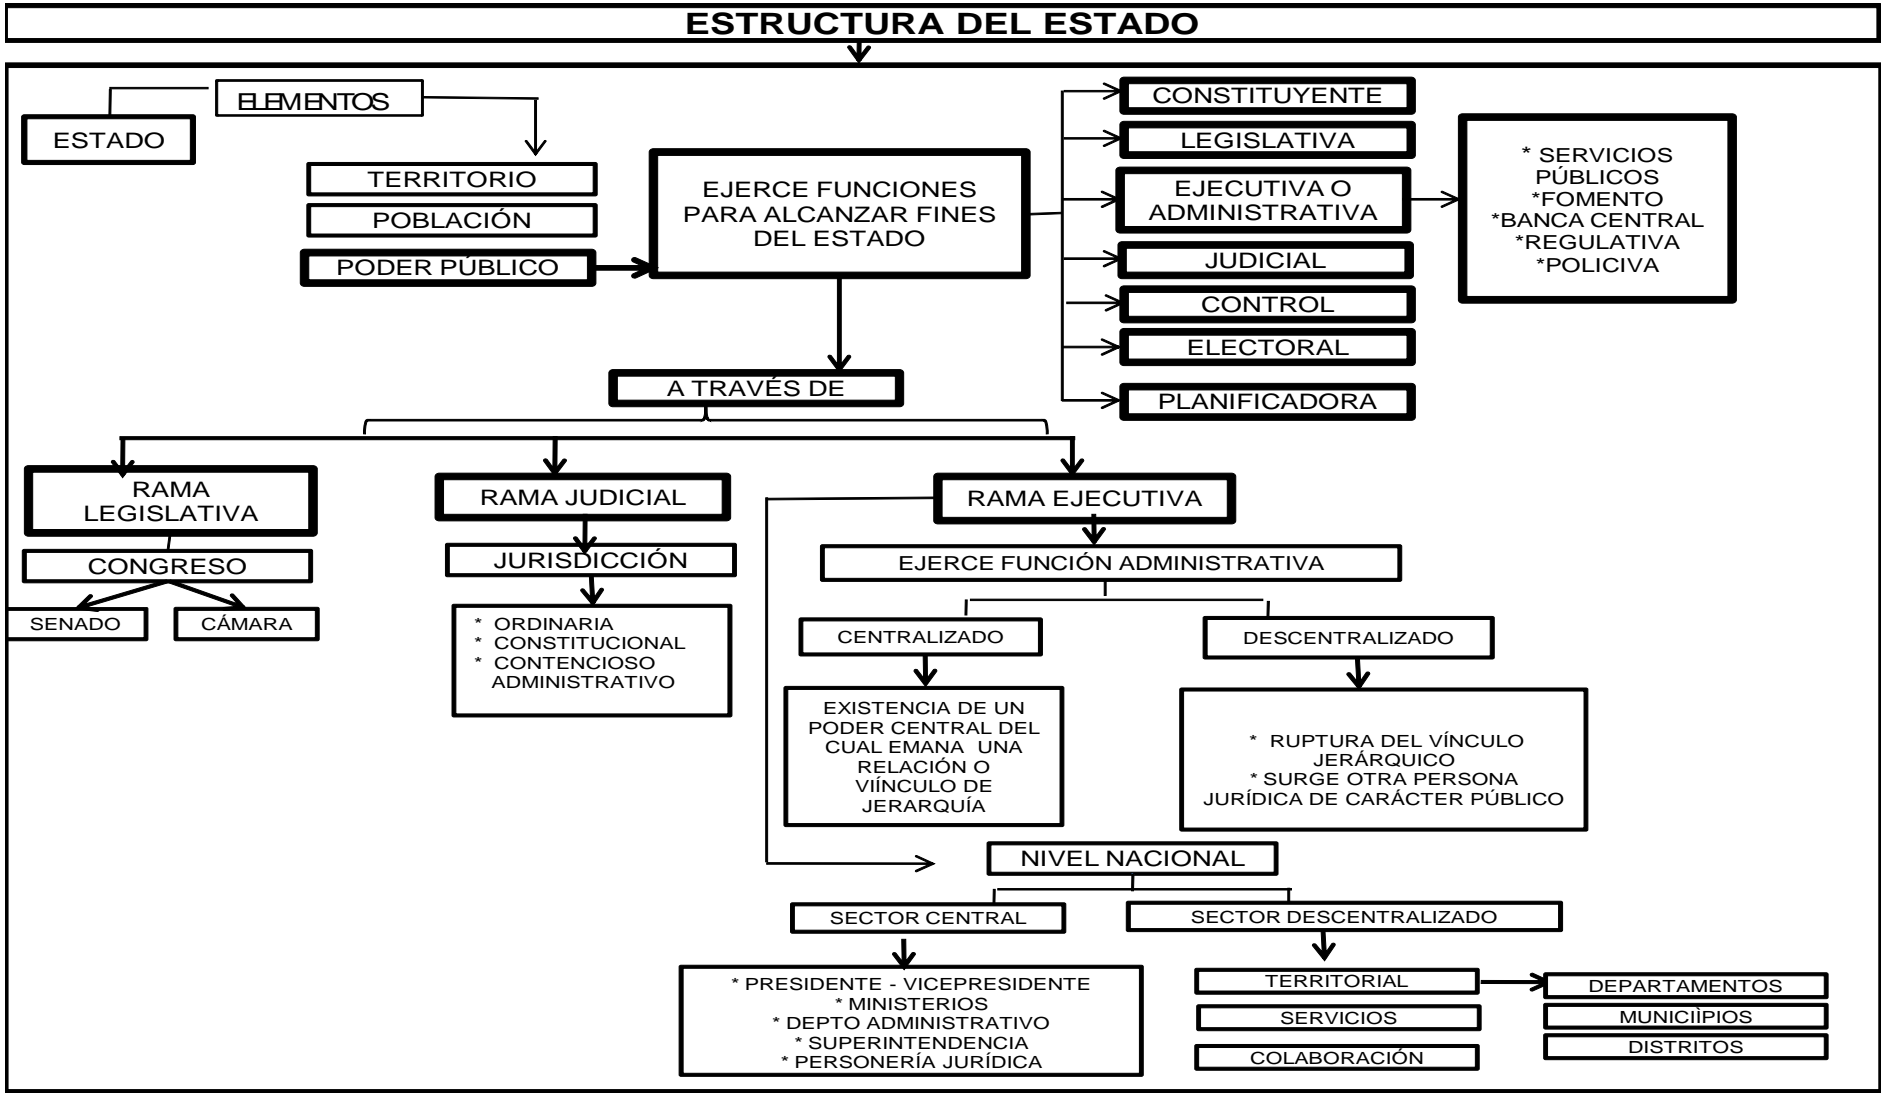 ESTRUCTURA DEL ESTADO
ELEMENTOS
ESTADO
TERRITORIO
POBLACIÓN
PODER PÚBLICO
EJERCE FUNCIONES
PARA ALCANZAR FINES
DEL ESTADO
CONSTITUYENTE
LEGISLATIVA
EJECUTIVA O
ADMINISTRATIVA
JUDICIAL
CONTROL
ELECTORAL
PLANIFICADORA
* SERVICIOS
PÚBLICOS
*FOMENTO
*BANCA CENTRAL
*REGULATIVA
*POLICIVA
A TRAVÉS DE
RAMA
LEGISLATIVA
CONGRESO
SENADO
CÁMARA
RAMA JUDICIAL
JURISDICCIÓN
* ORDINARIA
* CONSTITUCIONAL
* CONTENCIOSO
ADMINISTRATIVO
RAMA EJECUTIVA
EJERCE FUNCIÓN ADMINISTRATIVA
CENTRALIZADO
EXISTENCIA DE UN
PODER CENTRAL DEL
CUAL EMANA UNA
RELACIÓN O
VIÍNCULO DE
JERARQUÍA
DESCENTRALIZADO
* RUPTURA DEL VÍNCULO
JERÁRQUICO
* SURGE OTRA PERSONA
JURÍDICA DE CARÁCTER PÚBLICO
NIVEL NACIONAL
SECTOR CENTRAL
* PRESIDENTE - VICEPRESIDENTE
* MINISTERIOS
* DEPTO ADMINISTRATIVO
* SUPERINTENDENCIA
* PERSONERÍA JURÍDICA
SECTOR DESCENTRALIZADO
TERRITORIAL
SERVICIOS
COLABORACIÓN
DEPARTAMENTOS
MUNICIÌPIOS
DISTRITOS